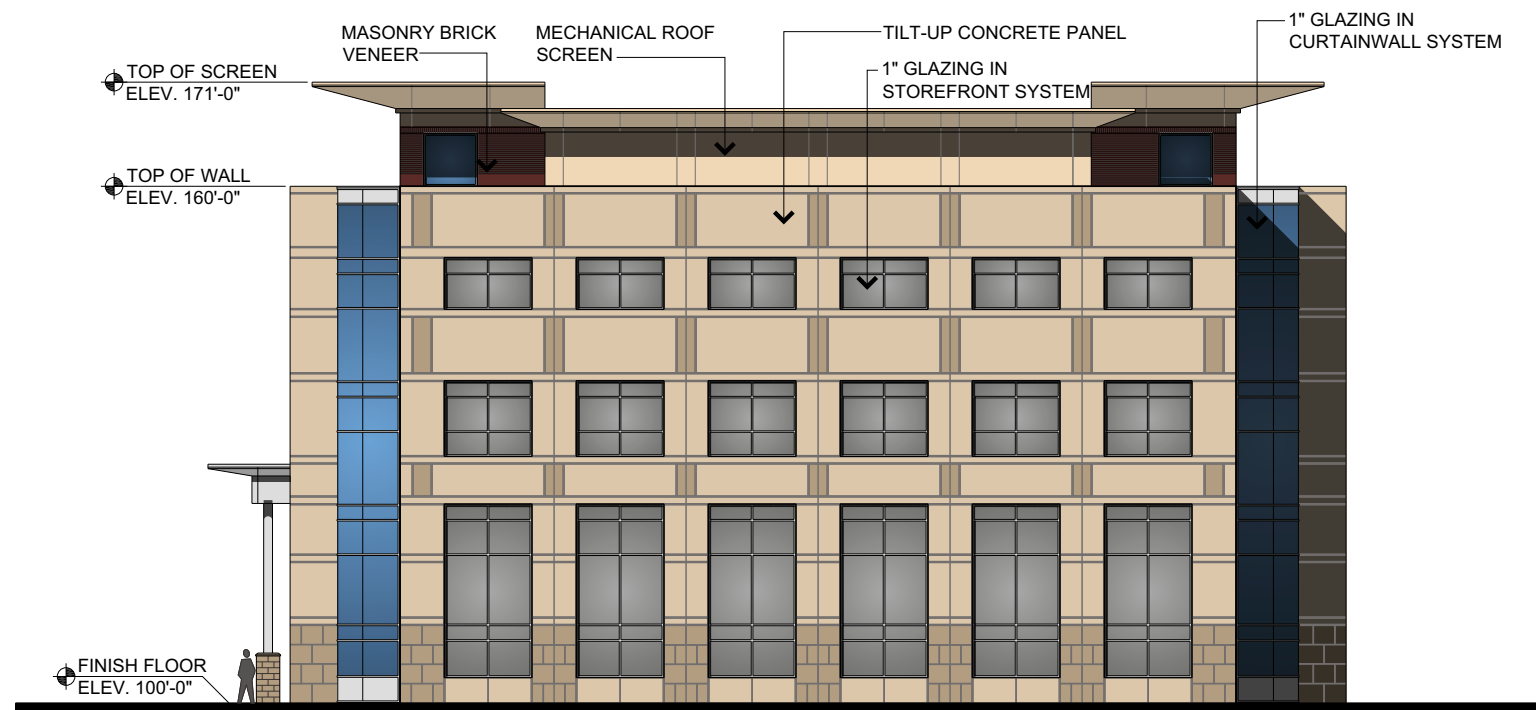 MASONRY BRICK
VENEER
MECHANICAL ROOF
SCREEN
TILT-UP CONCRETE PANEL
1" GLAZING IN
CURTAINWALL SYSTEM
1" GLAZING IN
STOREFRONT SYSTEM
TOP OF SCREEN
ELEV. 171'-0"
TOP OF WALL
ELEV. 160'-0"
FINISH FLOOR
ELEV. 100'-0"